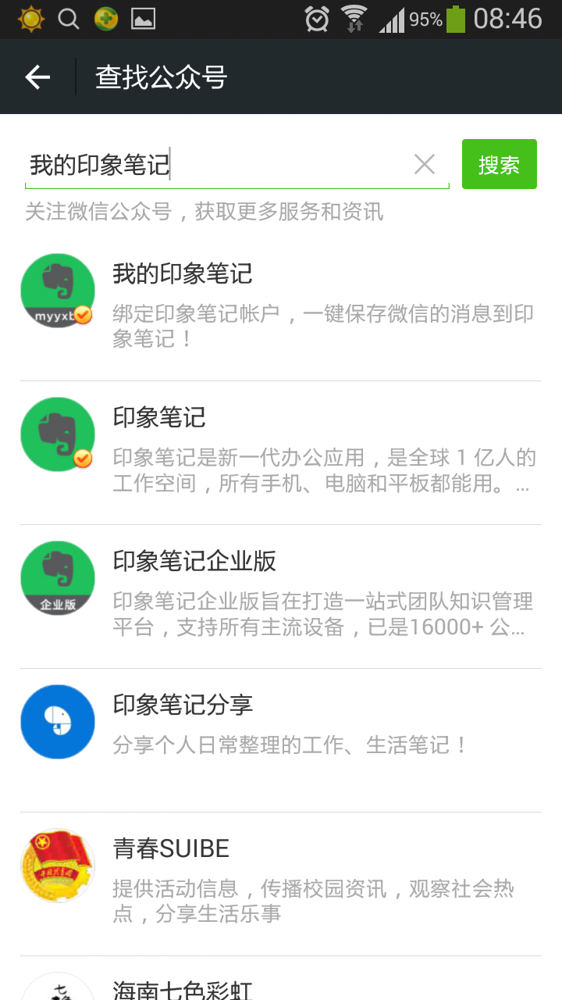 95% 08:46
查找公众号
我的印象笔记
搜索
关注微信公众号，获取更多服务和资讯
我的印象笔记
绑定印象笔记帐户，一键保存微信的消息到印
象笔记！
印象笔记
印象笔记是新一代办公应用，是全球 1 亿人的
工作空间，所有手机、电脑和平板都能用。 ...
印象笔记企业版
企业版
印象笔记企业版旨在打造一站式团队知识管理
平台，支持所有主流设备，已是16000+ 公...
印象笔记分享
分享个人日常整理的工作、生活笔记！
青春SUIBE
提供活动信息，传播校园资讯，观察社会热
点，分享生活乐事
海南七色彩虹